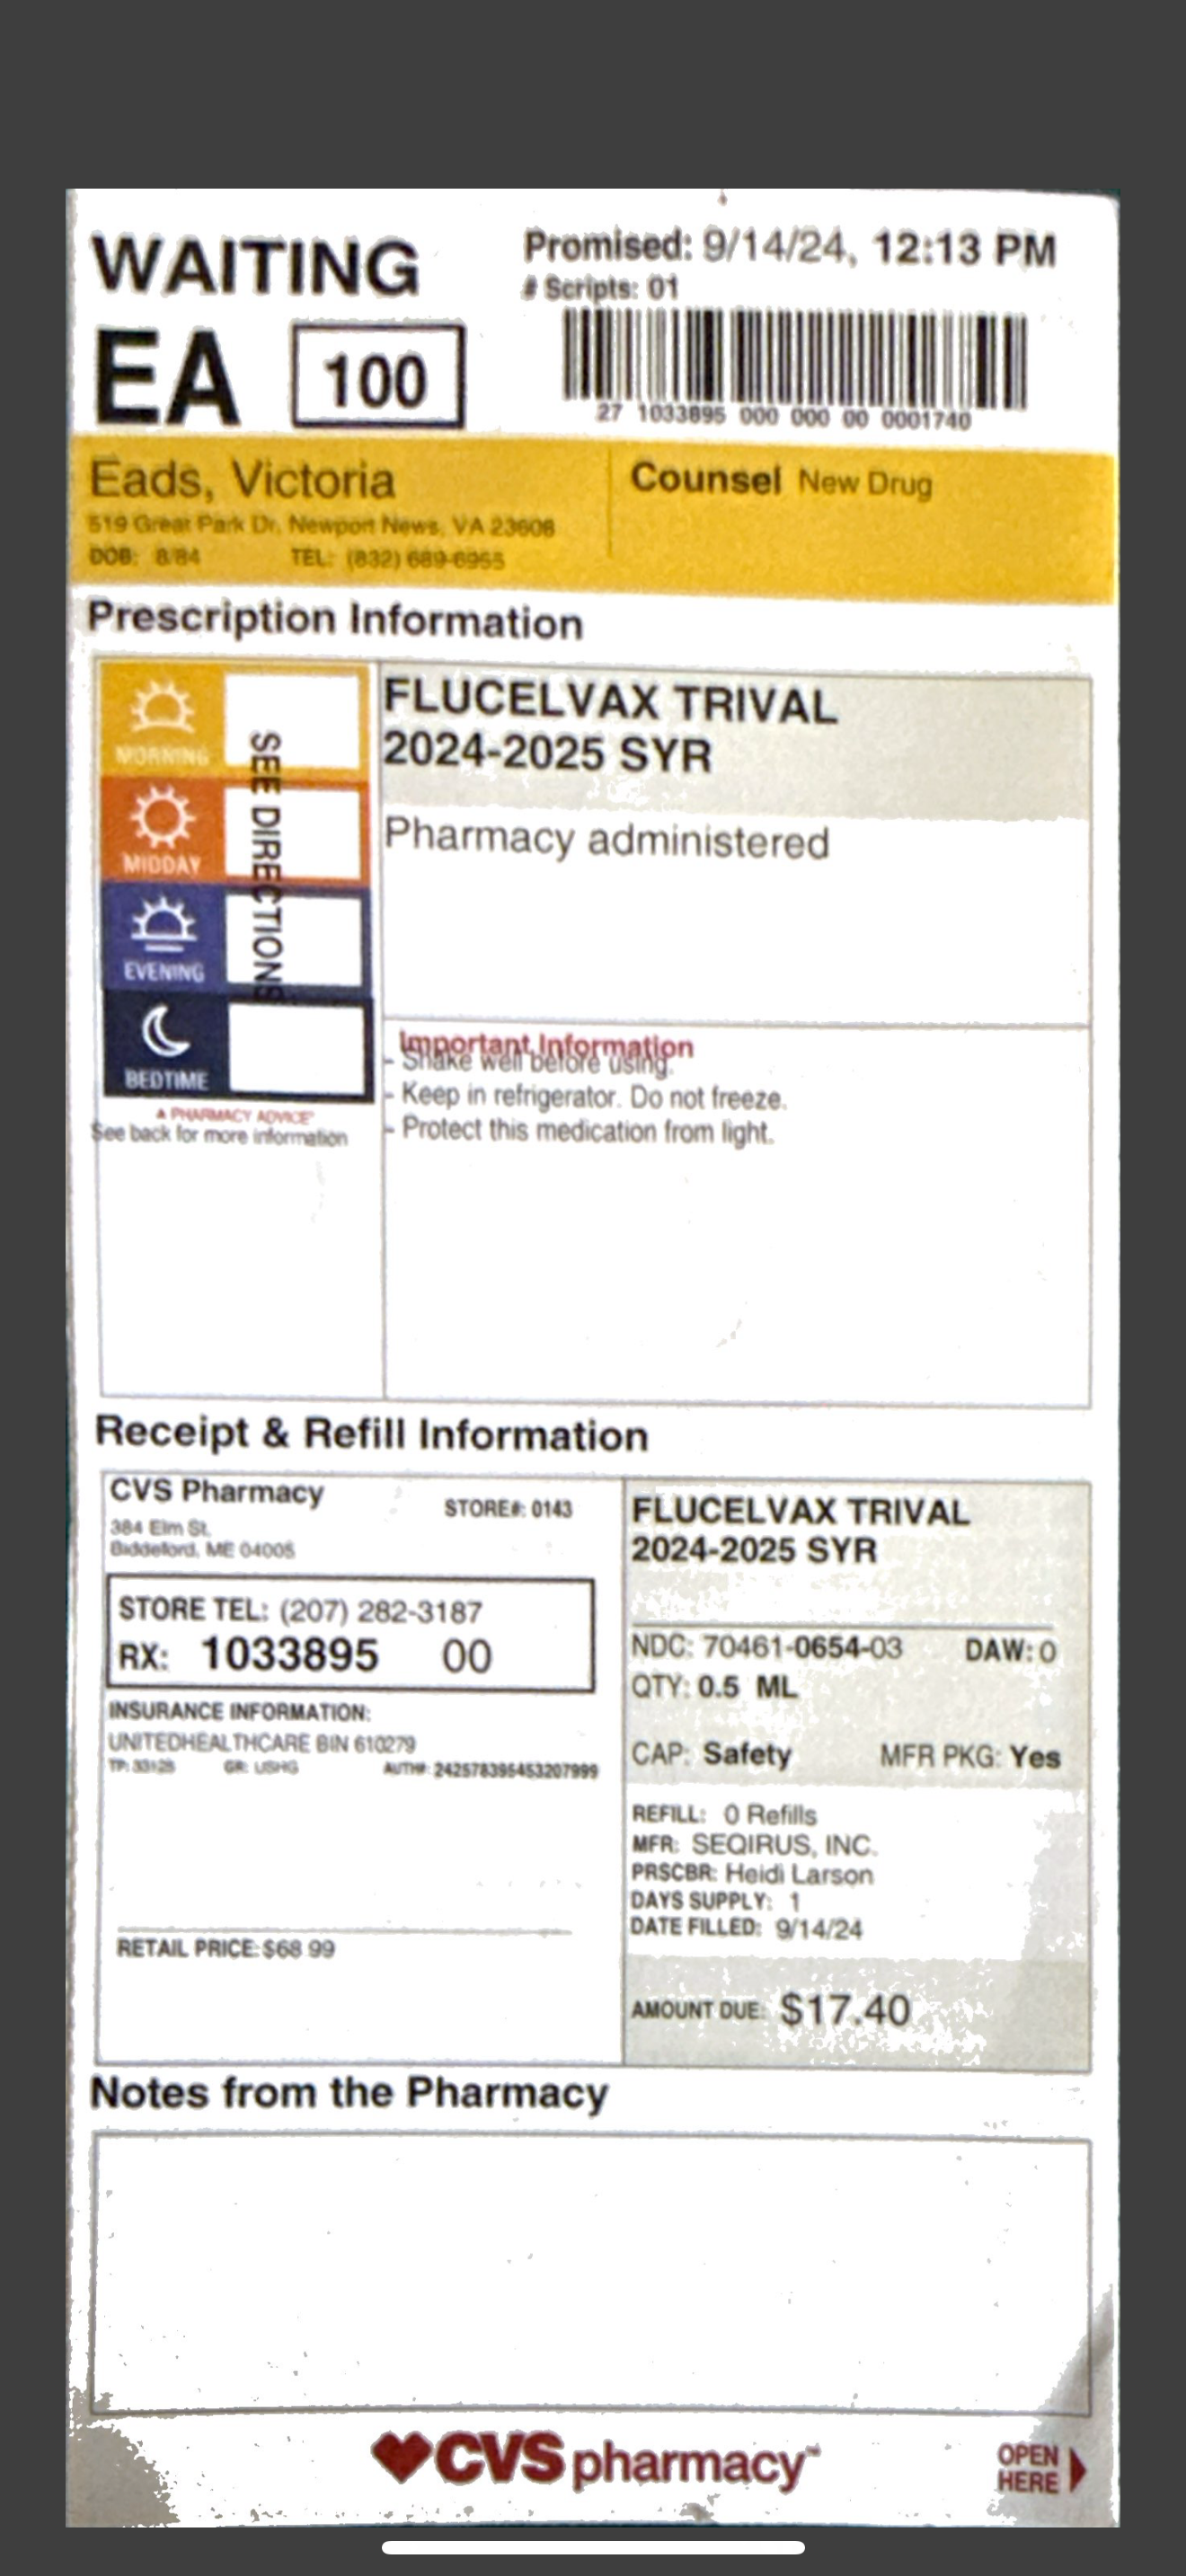 WAITING
Promised: 9/14/24, 12:13 PM
# Scripts: 01
EA 100
27 1033895 000 000 00 0001740
Eads, Victoria
Counsel New Drug
519 Great Park Dr. Newport News, VA 23608
DOB: 8/84 TEL: (832) 689-6955
Prescription Information
MORNING
MIDDAY
EVENING
BEDTIME
SEE DIRECTIONS
A PHARMACY ADVICE
See back for more information
FLUCELVAX TRIVAL
2024-2025 SYR
Pharmacy administered
Important Information
- Shake well before using.
- Keep in refrigerator. Do not freeze.
- Protect this medication from light.
Receipt & Refill Information
CVS Pharmacy STORE#: 0143
384 Elm St.
Biddeford, ME 04005
STORE TEL: (207) 282-3187
RX: 1033895 00
INSURANCE INFORMATION:
UNITEDHEALTHCARE BIN 610279
TP: 33125 GR: USHG AUTH#: 242578395453207999
RETAIL PRICE: $68 99
FLUCELVAX TRIVAL
2024-2025 SYR
NDC: 70461-0654-03 DAW: 0
QTY: 0.5 ML
CAP: Safety MFR PKG: Yes
REFILL: 0 Refills
MFR: SEQIRUS, INC.
PRSCBR: Heidi Larson
DAYS SUPPLY: 1
DATE FILLED: 9/14/24
AMOUNT DUE: $17.40
Notes from the Pharmacy
CVS pharmacy™
OPEN
HERE